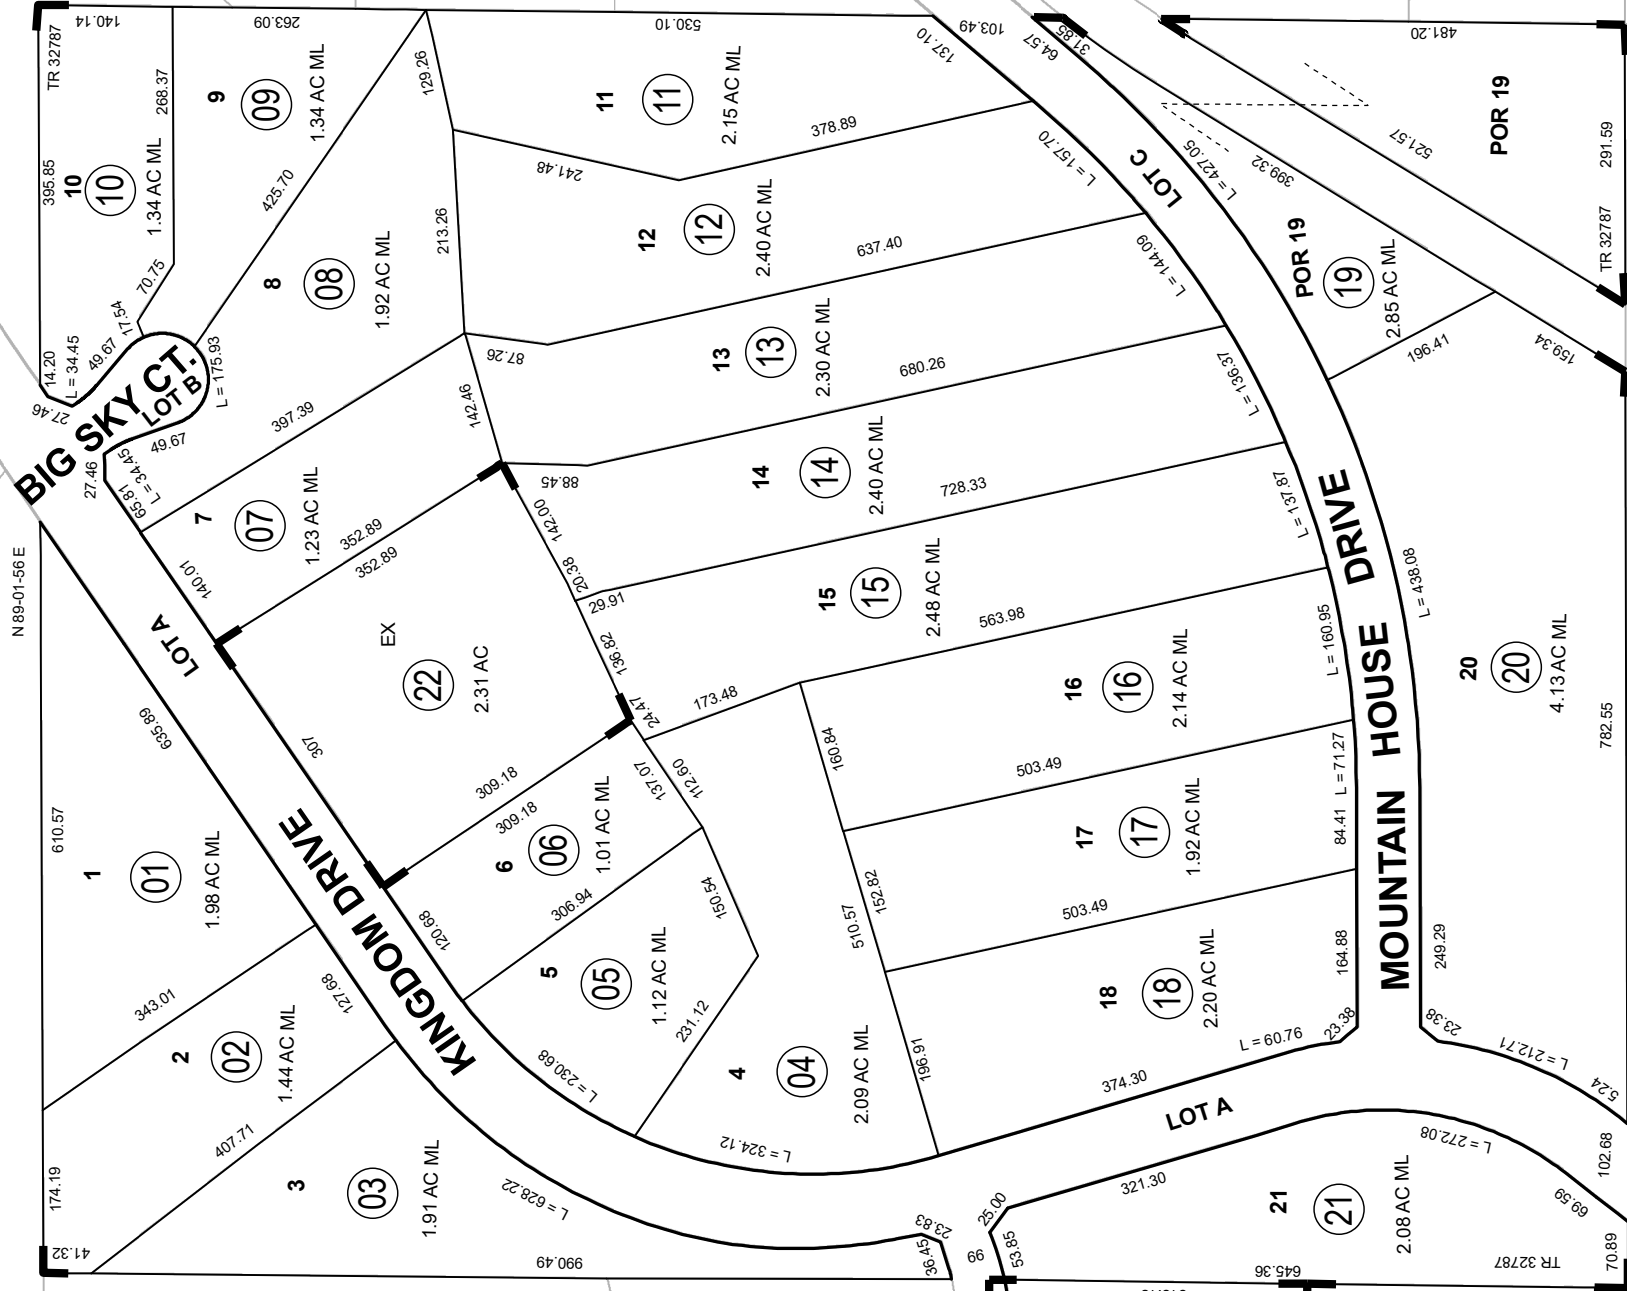 TR 32787
140.14
263.09
530.10
103.49
137.10
64.57
31.85
481.20
395.85
10
10
1.34 AC ML
268.37
9
09
1.34 AC ML
129.26
11
11
2.15 AC ML
378.89
241.48
L = 157.70
LOT C
L = 427.05
399.32
521.57
POR 19
291.59
TR 32787
425.70
70.75
17.54
8
08
1.92 AC ML
213.26
12
12
2.40 AC ML
637.40
L = 144.09
POR 19
19
2.85 AC ML
196.41
159.34
14.20
L = 34.45
49.67
27.46
BIG SKY CT.
LOT B
L = 175.93
49.67
L = 34.45
27.46
65.81
397.39
87.26
142.46
13
13
2.30 AC ML
680.26
L = 136.37
7
07
1.23 AC ML
352.89
352.89
140.01
88.45
142.00
20.38
29.91
14
14
2.40 AC ML
728.33
L = 137.87
N 89-01-56 E
LOT A
635.89
307
EX
22
2.31 AC
136.82
24.47
15
15
2.48 AC ML
563.98
L = 160.95
L = 438.08
173.48
16
16
2.14 AC ML
503.49
L = 71.27
160.84
20
20
4.13 AC ML
782.55
610.57
1
01
1.98 AC ML
KINGDOM DRIVE
309.18
309.18
6
06
1.01 AC ML
137.07
112.60
120.68
306.94
150.54
17
17
1.92 AC ML
84.41
152.82
510.57
503.49
MOUNTAIN HOUSE DRIVE
343.01
127.68
2
02
1.44 AC ML
5
05
1.12 AC ML
231.12
L = 230.68
4
04
2.09 AC ML
196.91
18
18
2.20 AC ML
164.88
249.29
23.38
23.38
L = 60.76
L = 212.71
5.24
374.30
LOT A
407.71
174.19
3
03
1.91 AC ML
L = 628.22
L = 324.12
41.32
990.49
23.83
36.45
66
25.00
53.85
321.30
L = 272.08
102.68
69.59
21
21
2.08 AC ML
645.36
TR 32787
70.89